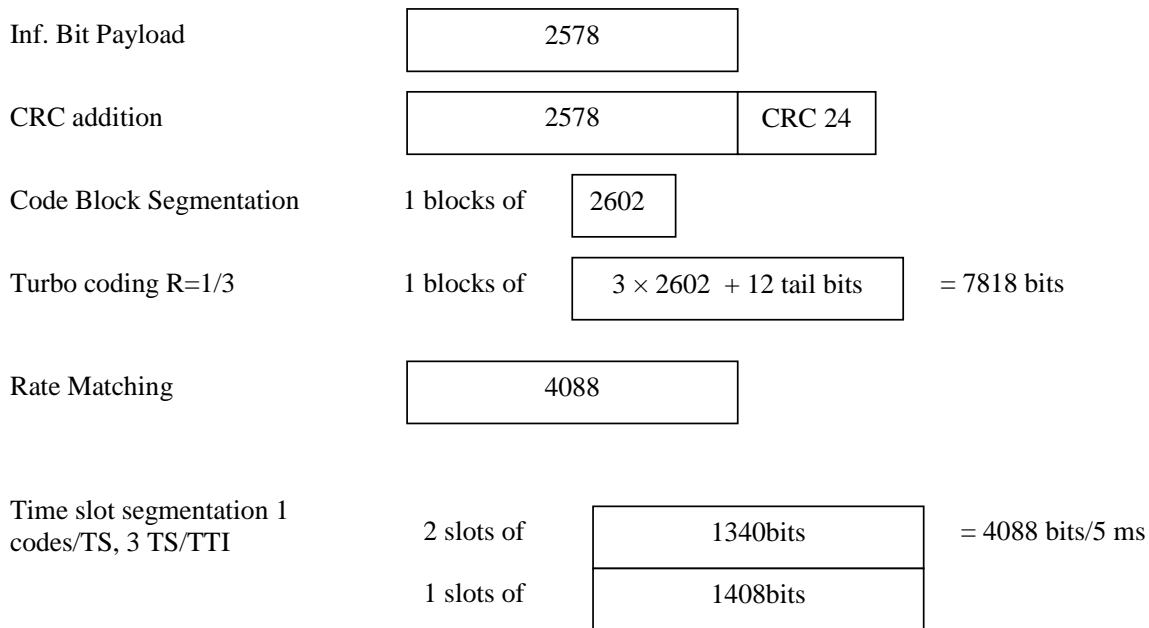 Inf. Bit Payload 2578
CRC addition 2578 CRC 24
Code Block Segmentation 1 blocks of 2602
Turbo coding R=1/3 1 blocks of 3 × 2602 + 12 tail bits = 7818 bits
Rate Matching 4088
Time slot segmentation 1
codes/TS, 3 TS/TTI 2 slots of 1340bits = 4088 bits/5 ms
1 slots of 1408bits